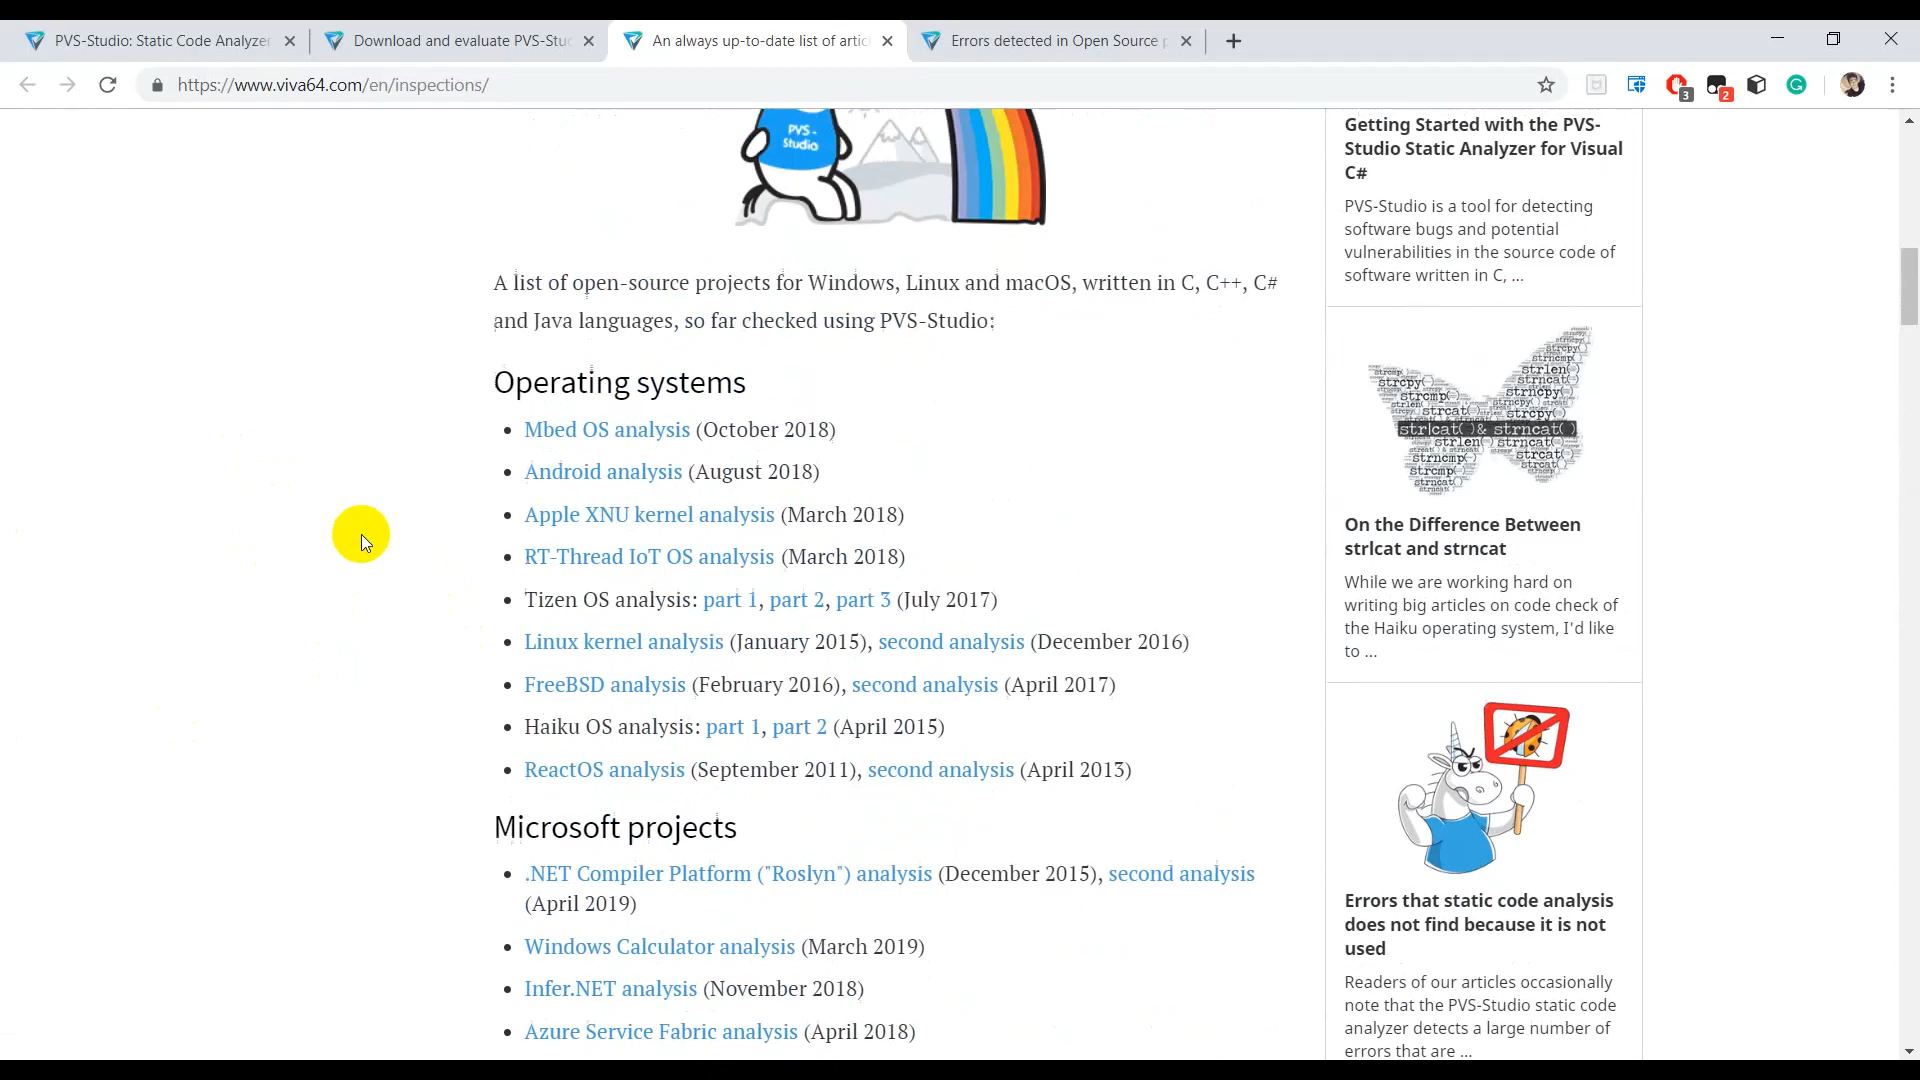 PVS-Studio: Static Code Analyzer
Download and evaluate PVS-Stu
An always up-to-date list of artic
Errors detected in Open Source p
https://www.viva64.com/en/inspections/
3
2
PVS-
Studio
A list of open-source projects for Windows, Linux and macOS, written in C, C++, C#
and Java languages, so far checked using PVS-Studio:
Operating systems
Mbed OS analysis (October 2018)
Android analysis (August 2018)
Apple XNU kernel analysis (March 2018)
RT-Thread IoT OS analysis (March 2018)
Tizen OS analysis: part 1, part 2, part 3 (July 2017)
Linux kernel analysis (January 2015), second analysis (December 2016)
FreeBSD analysis (February 2016), second analysis (April 2017)
Haiku OS analysis: part 1, part 2 (April 2015)
ReactOS analysis (September 2011), second analysis (April 2013)
Microsoft projects
.NET Compiler Platform ("Roslyn") analysis (December 2015), second analysis
(April 2019)
Windows Calculator analysis (March 2019)
Infer.NET analysis (November 2018)
Azure Service Fabric analysis (April 2018)
Getting Started with the PVS-
Studio Static Analyzer for Visual
C#
PVS-Studio is a tool for detecting
software bugs and potential
vulnerabilities in the source code of
software written in C, ...
strlcat( )& strncat( )
On the Difference Between
strlcat and strncat
While we are working hard on
writing big articles on code check of
the Haiku operating system, I'd like
to ...
Errors that static code analysis
does not find because it is not
used
Readers of our articles occasionally
note that the PVS-Studio static code
analyzer detects a large number of
errors that are ...